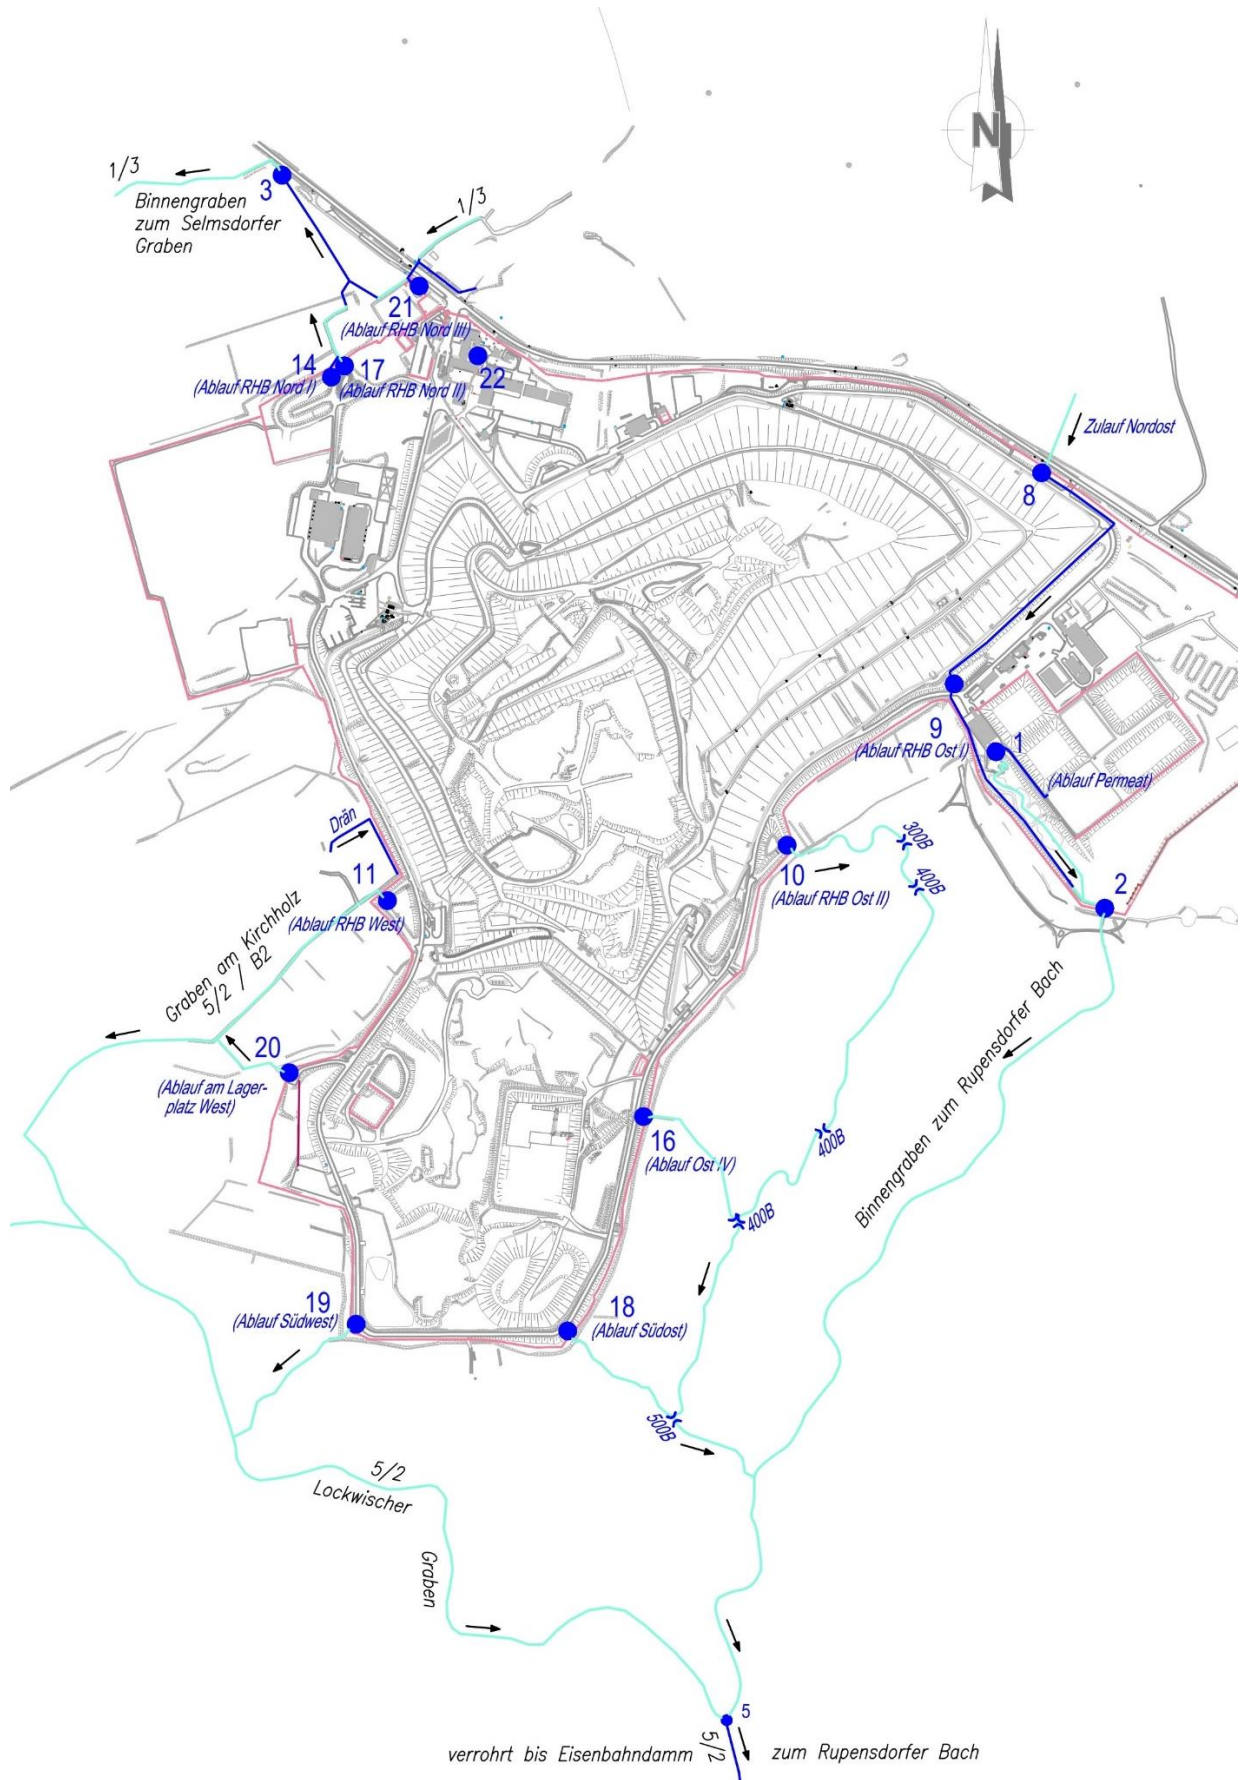 N
1/3
3
Binnengraben
zum Selmsdorfer
Graben
1/3
21
(Ablauf RHB Nord III)
14
17
22
(Ablauf RHB Nord I)
(Ablauf RHB Nord II)
Zulauf Nordost
8
9
(Ablauf RHB Ost I)
1
(Ablauf Permeat)
Drän
300B
10
400B
(Ablauf RHB Ost II)
2
11
(Ablauf RHB West)
Graben am Kirchholz
5/2 / B2
Binnengraben zum Rupensdorfer Bach
20
(Ablauf am Lager-
platz West)
16
(Ablauf Ost IV)
400B
400B
19
(Ablauf Südwest)
18
(Ablauf Südost)
500B
5/2
Lockwischer
Graben
5
5/2
verrohrt bis Eisenbahndamm
zum Rupensdorfer Bach